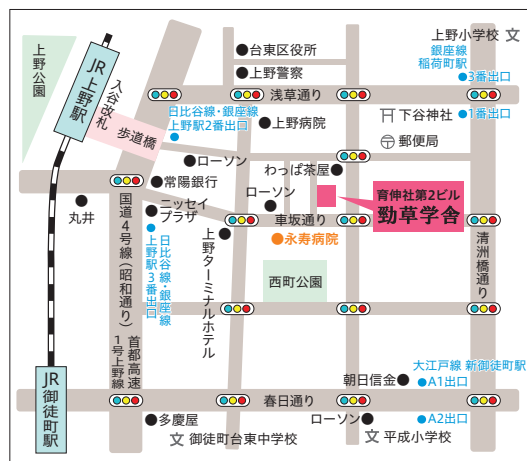 上野小学校 文
銀座線
稲荷町駅
●3番出口
上野公園
●台東区役所
●上野警察
JR
上野駅
入谷改札
浅草通り
日比谷線・銀座線
上野駅2番出口
●
●上野病院
下谷神社
●1番出口
〒郵便局
歩道橋
●ローソン
わっぱ茶屋●
●常陽銀行
ローソン
●
育伸社第2ビル
勁草学舎
●
丸井
●
ニッセイ
プラザ
車坂通り
●永寿病院
国道4号線(昭和通り)
●
日比谷線・銀座線
上野駅3番出口
●
上野ターミナルホテル
西町公園
清洲橋通り
首都高速
1号上野線
大江戸線 新御徒町駅
朝日信金●
●A1出口
JR
御徒町駅
春日通り
●多慶屋
ローソン●
●A2出口
文 御徒町台東中学校
文 平成小学校